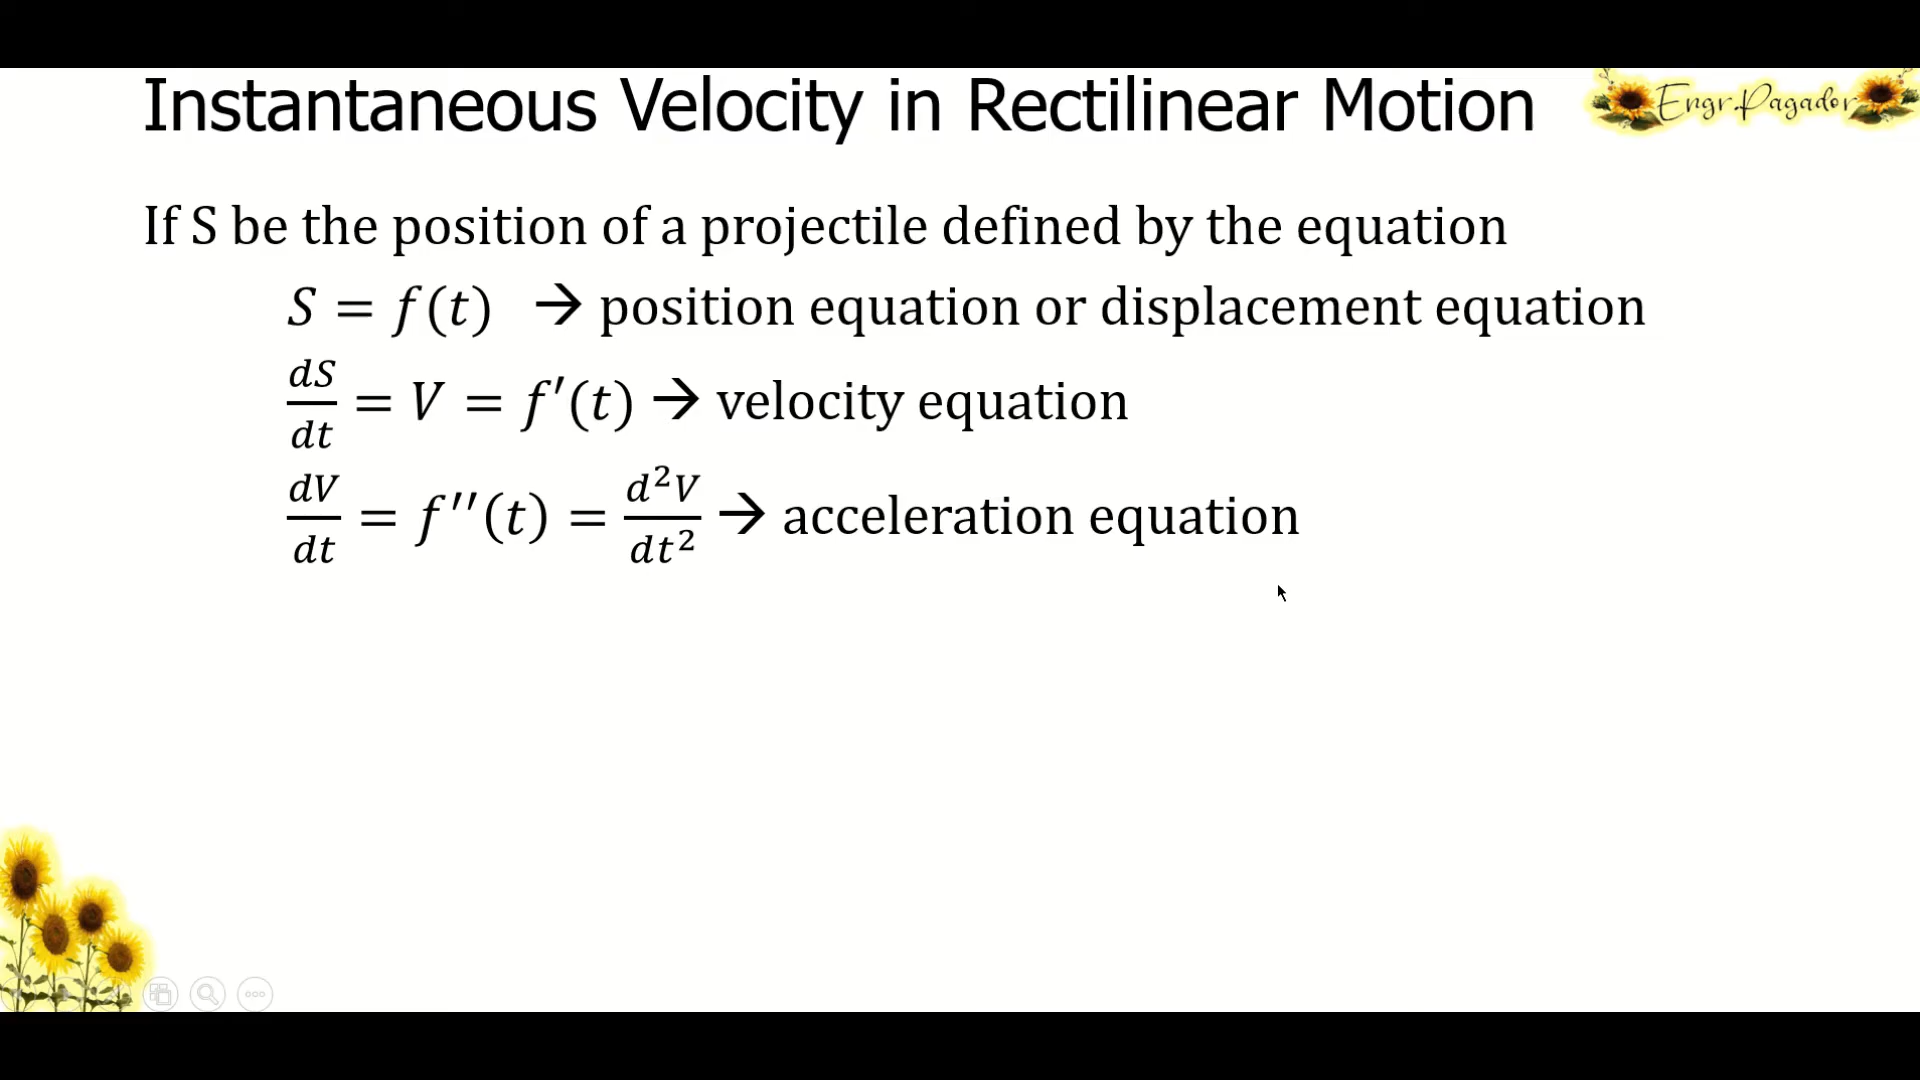 Instantaneous Velocity in Rectilinear Motion
Engr.Pagador
If S be the position of a projectile defined by the equation
S = f(t) → position equation or displacement equation
dS/dt = V = f′(t) → velocity equation
dV/dt = f′′(t) = d²V/dt² → acceleration equation